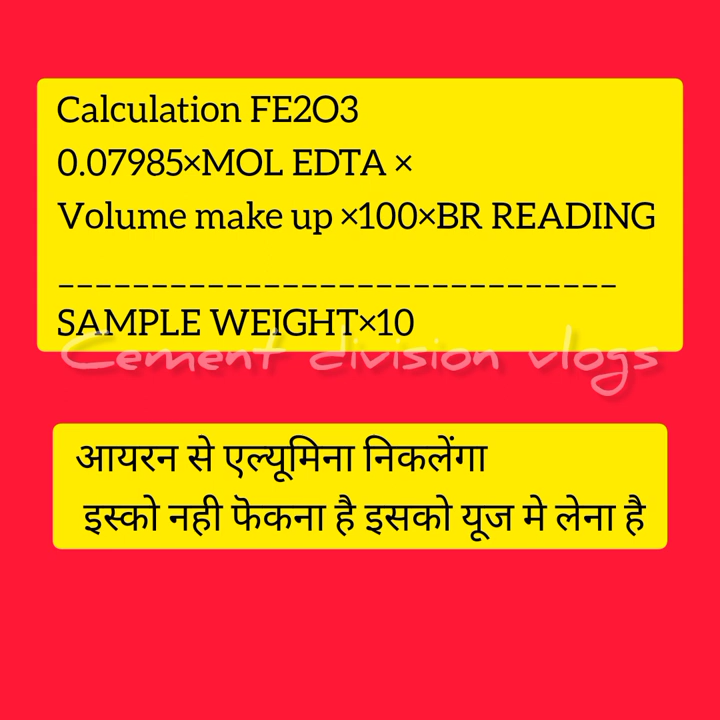 Calculation FE2O3
0.07985×MOL EDTA ×
Volume make up ×100×BR READING
______________________________
SAMPLE WEIGHT×10
Cement division vlogs
आयरन से एल्यूमिना निकलेंगा
इस्को नही फेकना है इसको यूज मे लेना है